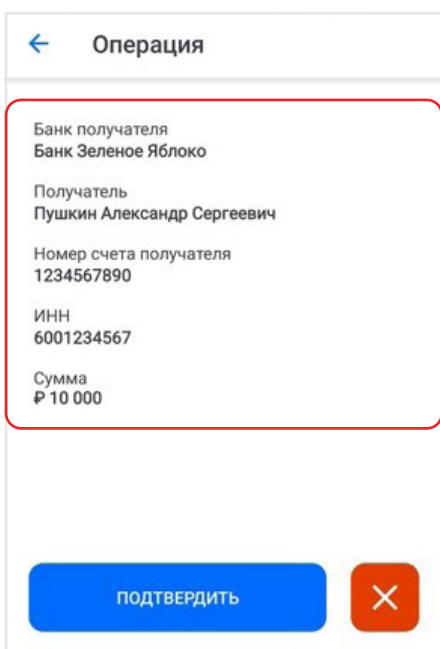 Операция
Банк получателя
Банк Зеленое Яблоко
Получатель
Пушкин Александр Сергеевич
Номер счета получателя
1234567890
ИНН
6001234567
Сумма
₽ 10 000
ПОДТВЕРДИТЬ